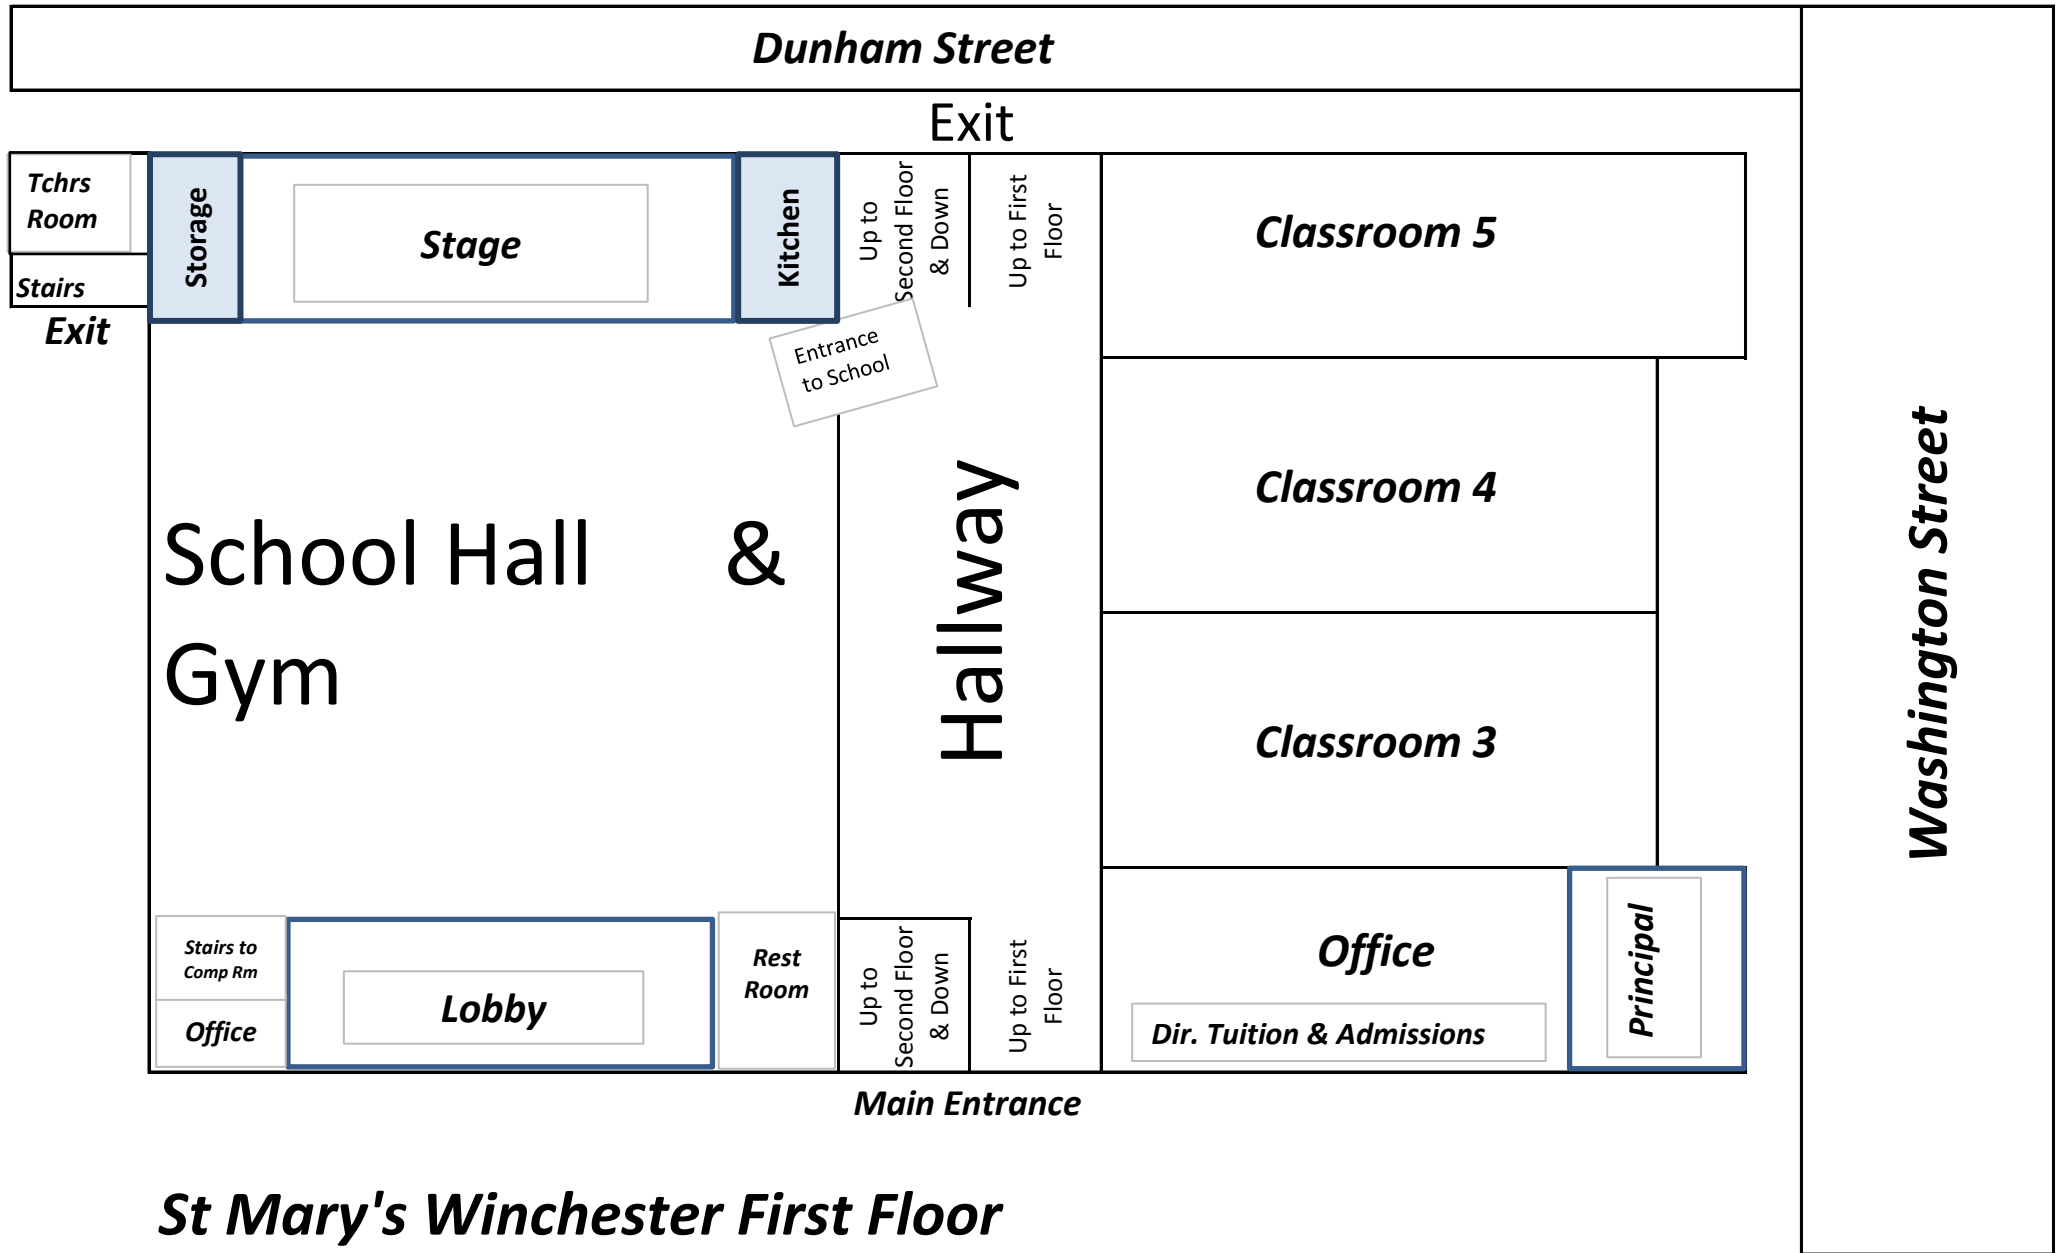 Dunham Street
Exit
Tchrs
Room
Storage
Stage
Kitchen
Up to
Second Floor
& Down
Up to First
Floor
Classroom 5
Stairs
Exit
Entrance
to School
Classroom 4
School Hall &
Gym
Hallway
Washington Street
Classroom 3
Stairs to
Comp Rm
Office
Lobby
Rest
Room
Up to
Second Floor
& Down
Up to First
Floor
Office
Dir. Tuition & Admissions
Principal
Main Entrance
St Mary's Winchester First Floor